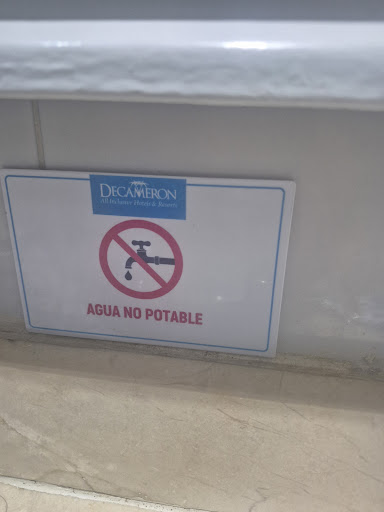 DECAMERON
All Inclusive Hotels & Resorts
AGUA NO POTABLE